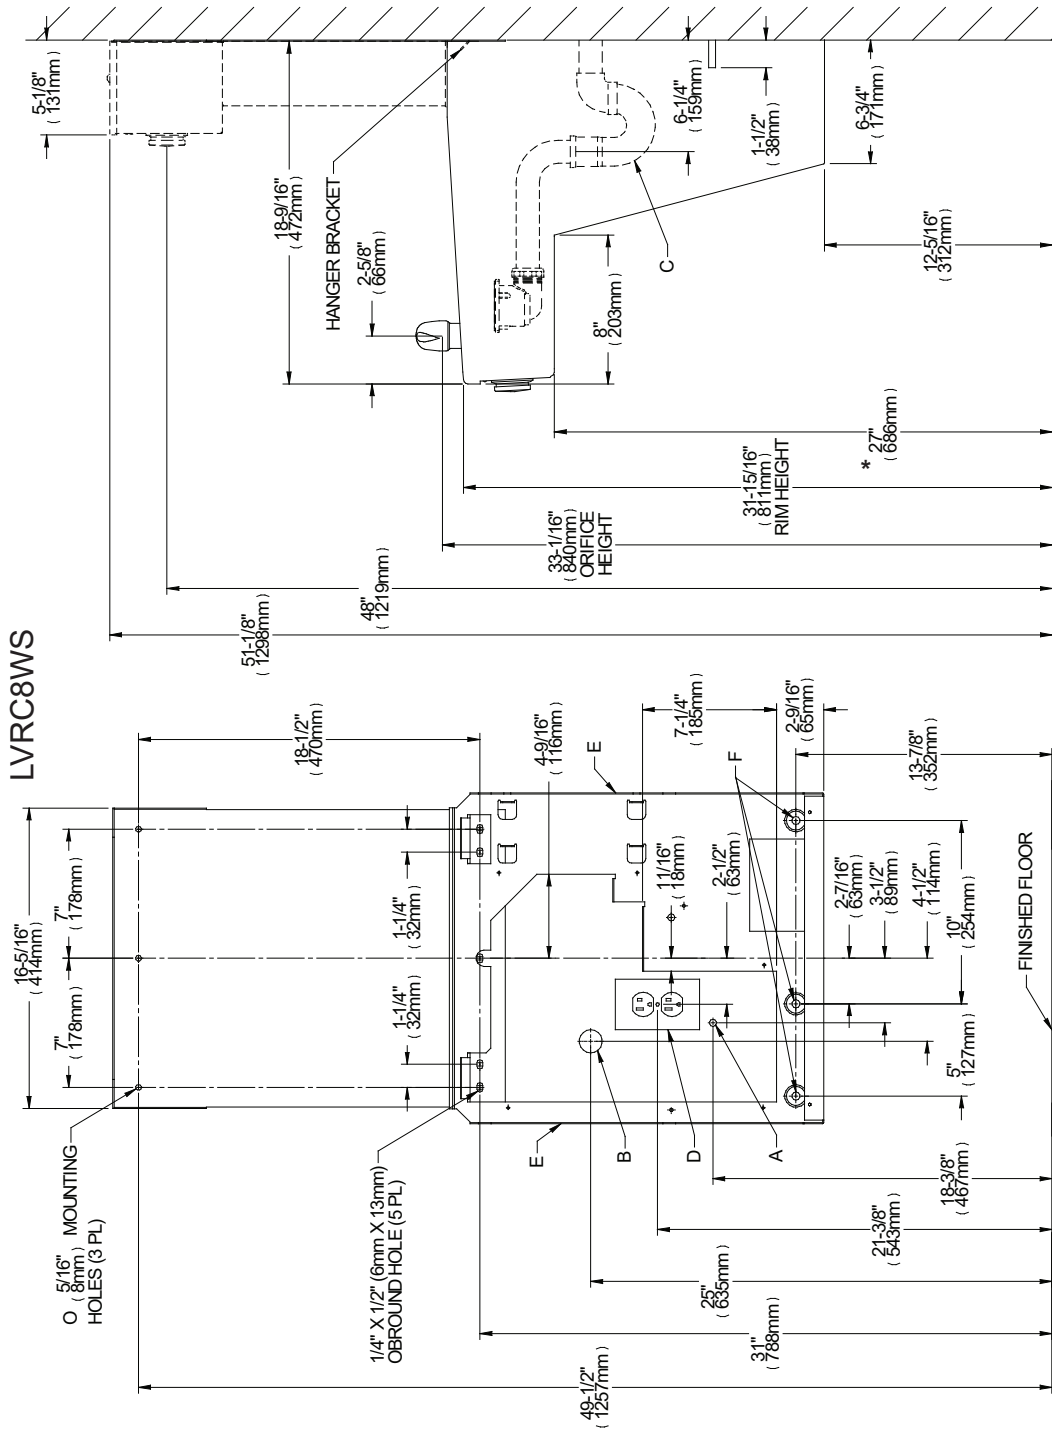 LVRC8WS
16-5/16"
( 414mm )
7"
( 178mm )
7"
( 178mm )
O 5/16" MOUNTING
( 8mm )
HOLES (3 PL)
18-1/2"
( 470mm )
1-1/4"
( 32mm )
1-1/4"
( 32mm )
1/4" X 1/2" (6mm X 13mm)
OBROUND HOLE (5 PL)
4-9/16"
( 116mm )
E
E
7-1/4"
( 185mm )
2-9/16"
( 65mm )
11/16"
( 18mm )
2-1/2"
( 63mm )
F
B
D
A
13-7/8"
( 352mm )
2-7/16"
( 63mm )
3-1/2"
( 89mm )
4-1/2"
( 114mm )
10"
( 254mm )
5"
( 127mm )
18-3/8"
( 467mm )
21-3/8"
( 543mm )
25"
( 635mm )
31"
( 788mm )
49-1/2"
( 1257mm )
FINISHED FLOOR
5-1/8"
( 131mm )
18-9/16"
( 472mm )
HANGER BRACKET
2-5/8"
( 66mm )
6-1/4"
( 159mm )
1-1/2"
( 38mm )
6-3/4"
( 171mm )
C
8"
( 203mm )
12-5/16"
( 312mm )
* 27"
( 686mm )
31-15/16"
( 811mm )
RIM HEIGHT
33-1/16"
( 840mm )
ORIFICE
HEIGHT
48"
( 1219mm )
51-1/8"
( 1298mm )